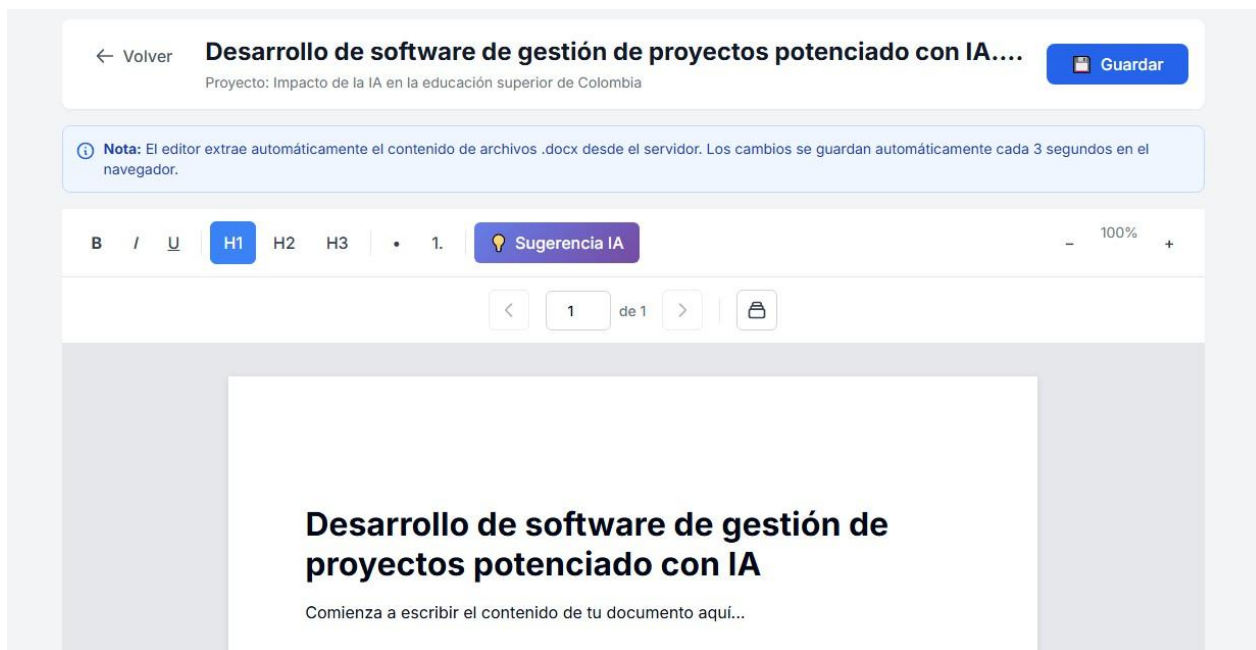 ← Volver
Desarrollo de software de gestión de proyectos potenciado con IA....
Proyecto: Impacto de la IA en la educación superior de Colombia
Guardar
Nota: El editor extrae automáticamente el contenido de archivos .docx desde el servidor. Los cambios se guardan automáticamente cada 3 segundos en el
navegador.
B I U H1 H2 H3 • 1. Sugerencia IA − 100% +
1 de 1
Desarrollo de software de gestión de
proyectos potenciado con IA
Comienza a escribir el contenido de tu documento aquí...